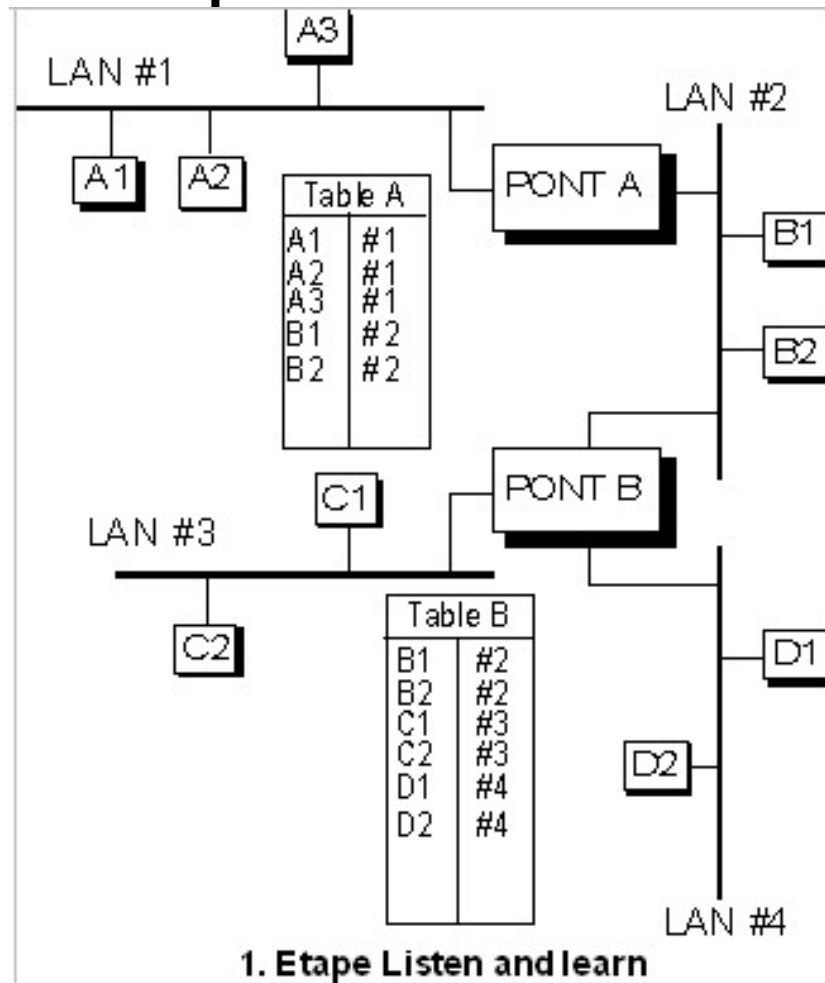 A3
LAN #1
LAN #2
A1
A2
PONT A
Table A
A1 #1
A2 #1
A3 #1
B1 #2
B2 #2
B1
B2
PONT B
C1
LAN #3
C2
Table B
B1 #2
B2 #2
C1 #3
C2 #3
D1 #4
D2 #4
D1
D2
LAN #4
1. Etape Listen and learn